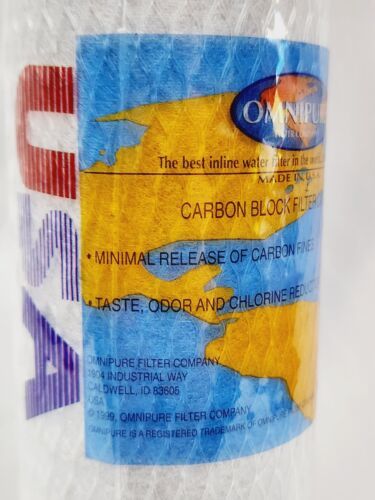 USA
OMNIPURE
The best inline water filter in the
MADE IN U.S.A.
CARBON BLOCK FILTER
• MINIMAL RELEASE OF CARBON FINES
• TASTE, ODOR AND CHLORINE
OMNIPURE FILTER COMPANY
1904 INDUSTRIAL WAY
CALDWELL, ID 83605
USA
© 1999, OMNIPURE FILTER COMPANY
OMNIPURE IS A REGISTERED TRADEMARK OF OMNIPURE